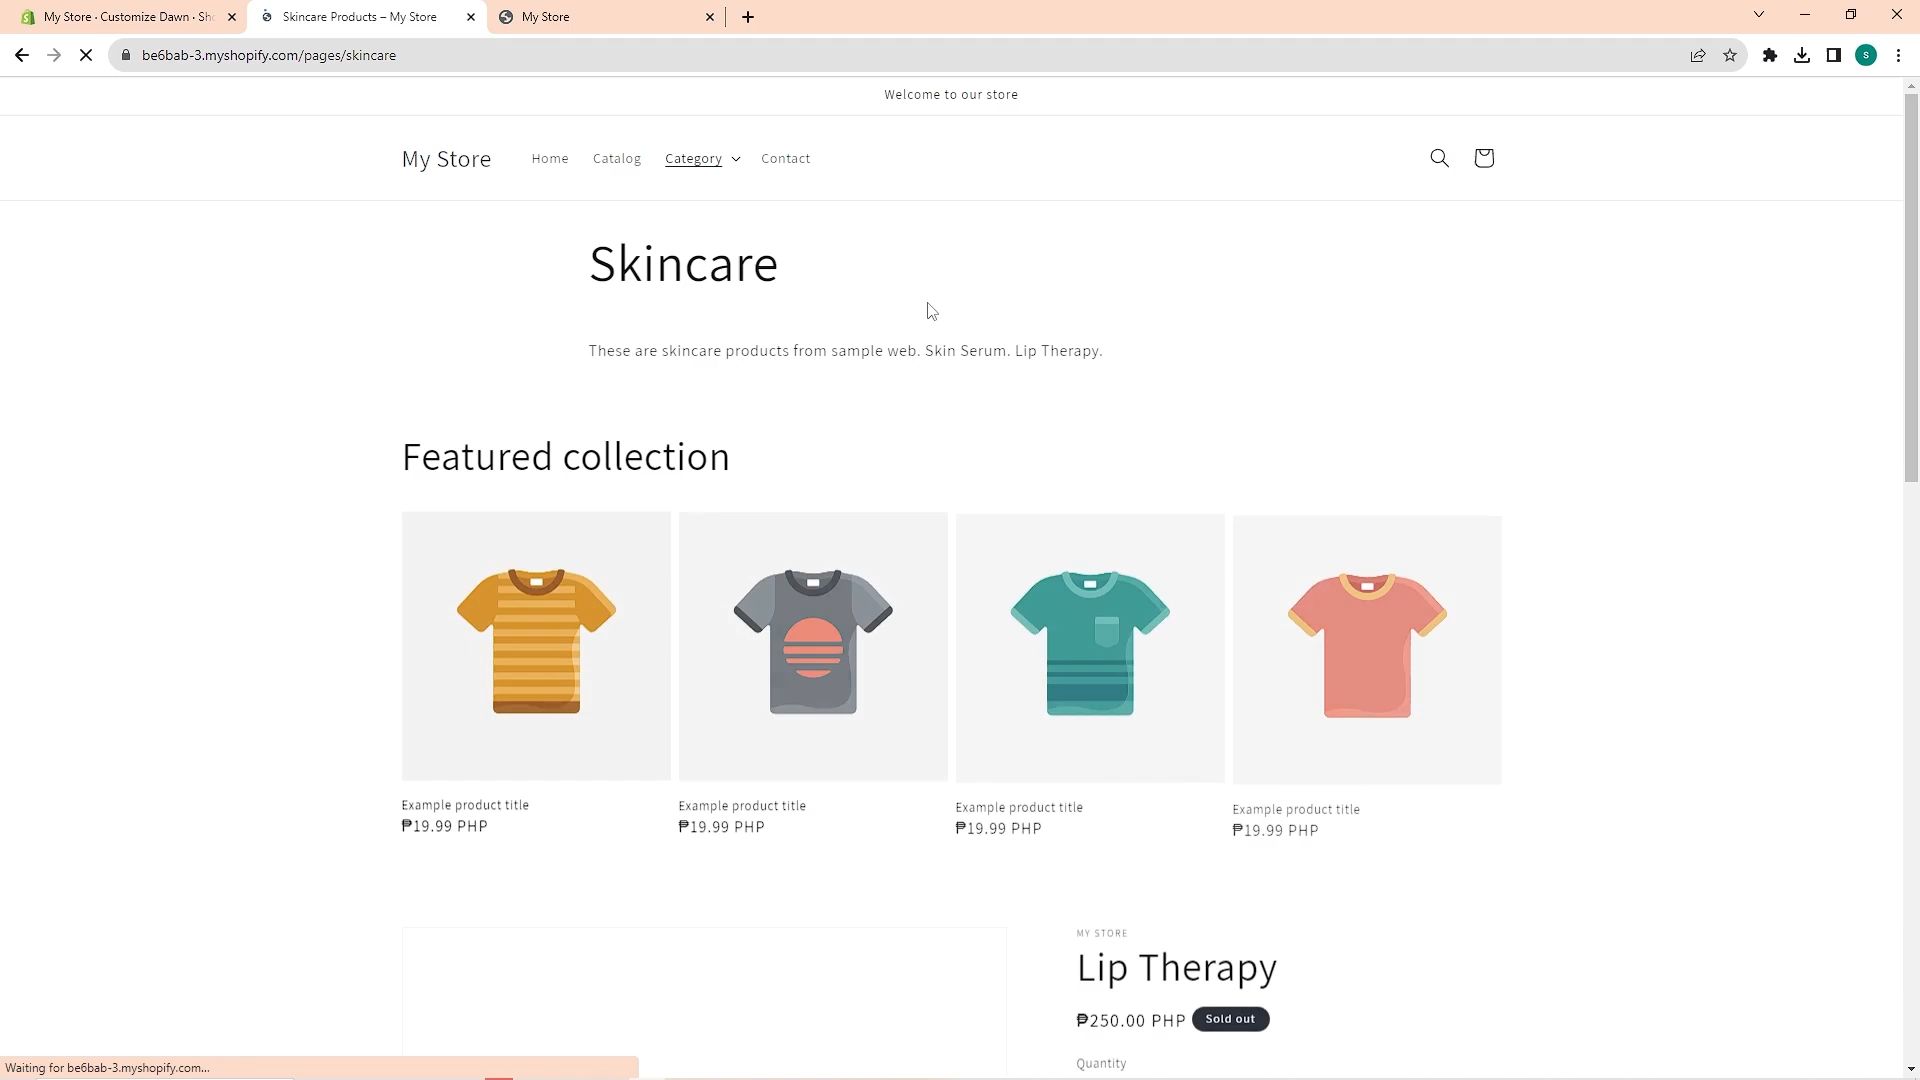 My Store · Customize Dawn · Sh
Skincare Products – My Store
My Store
be6bab-3.myshopify.com/pages/skincare
S
Welcome to our store
My Store
Home
Catalog
Category
Contact
Skincare
These are skincare products from sample web. Skin Serum. Lip Therapy.
Featured collection
Example product title
₱19.99 PHP
Example product title
₱19.99 PHP
Example product title
₱19.99 PHP
Example product title
₱19.99 PHP
MY STORE
Lip Therapy
₱250.00 PHP Sold out
Quantity
Waiting for be6bab-3.myshopify.com...